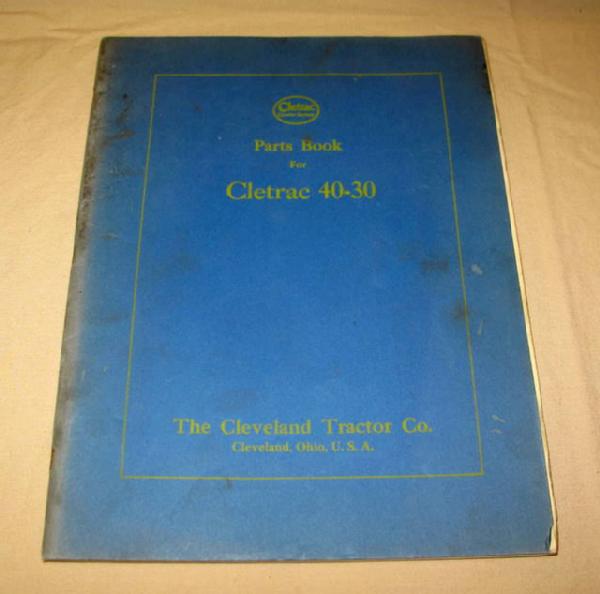 Cletrac
Parts Book
For
Cletrac 40-30
The Cleveland Tractor Co.
Cleveland, Ohio, U. S. A.